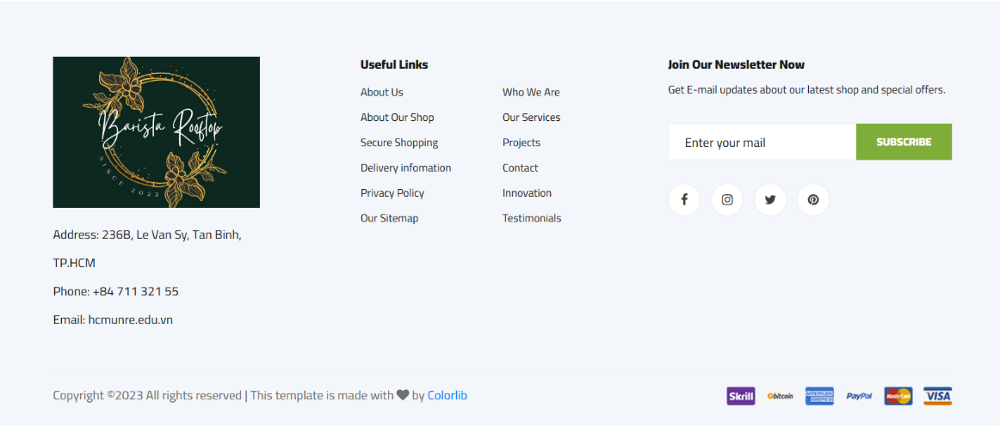 Barista Rooftop
SINCE 2022
Address: 236B, Le Van Sy, Tan Binh,
TP.HCM
Phone: +84 711 321 55
Email: hcmunre.edu.vn
Useful Links
About Us
About Our Shop
Secure Shopping
Delivery infomation
Privacy Policy
Our Sitemap
Who We Are
Our Services
Projects
Contact
Innovation
Testimonials
Join Our Newsletter Now
Get E-mail updates about our latest shop and special offers.
Enter your mail
SUBSCRIBE
Copyright ©2023 All rights reserved | This template is made with ♥ by Colorlib
Skrill
bitcoin
AMERICAN EXPRESS
PayPal
MasterCard
VISA